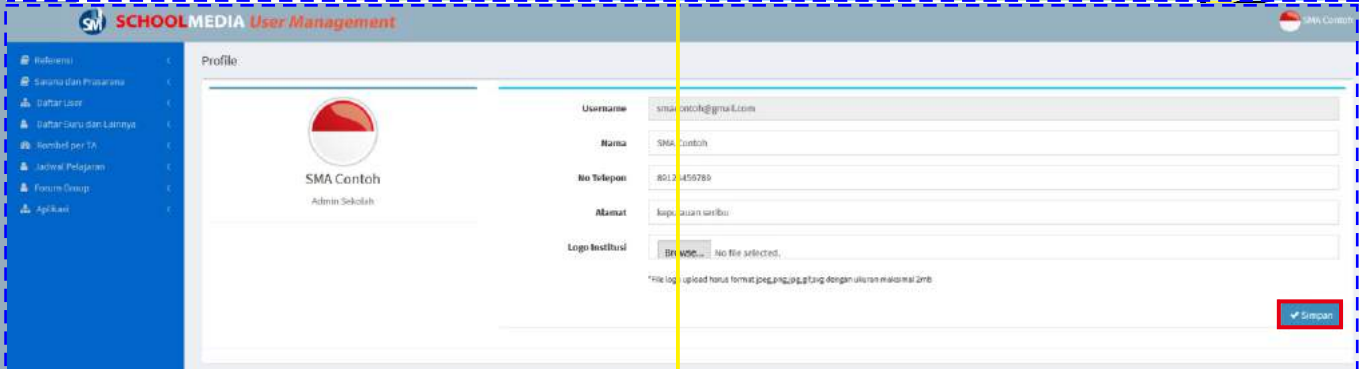 SCHOOLMEDIA User Management
SMA Contoh
Referensi
Sarana dan Prasarana
Daftar User
Daftar Guru dan Lainnya
Rombel per TA
Jadwal Pelajaran
Forum Group
Aplikasi
Profile
SMA Contoh
Admin Sekolah
Username
smacontoh@gmail.com
Nama
SMA Contoh
No Telepon
Alamat
kepulauan seribu
Logo Institusi
Browse... No file selected.
*File logo upload harus format jpeg,png,jpg,gif,svg dengan ukuran maksimal 2mb
Simpan